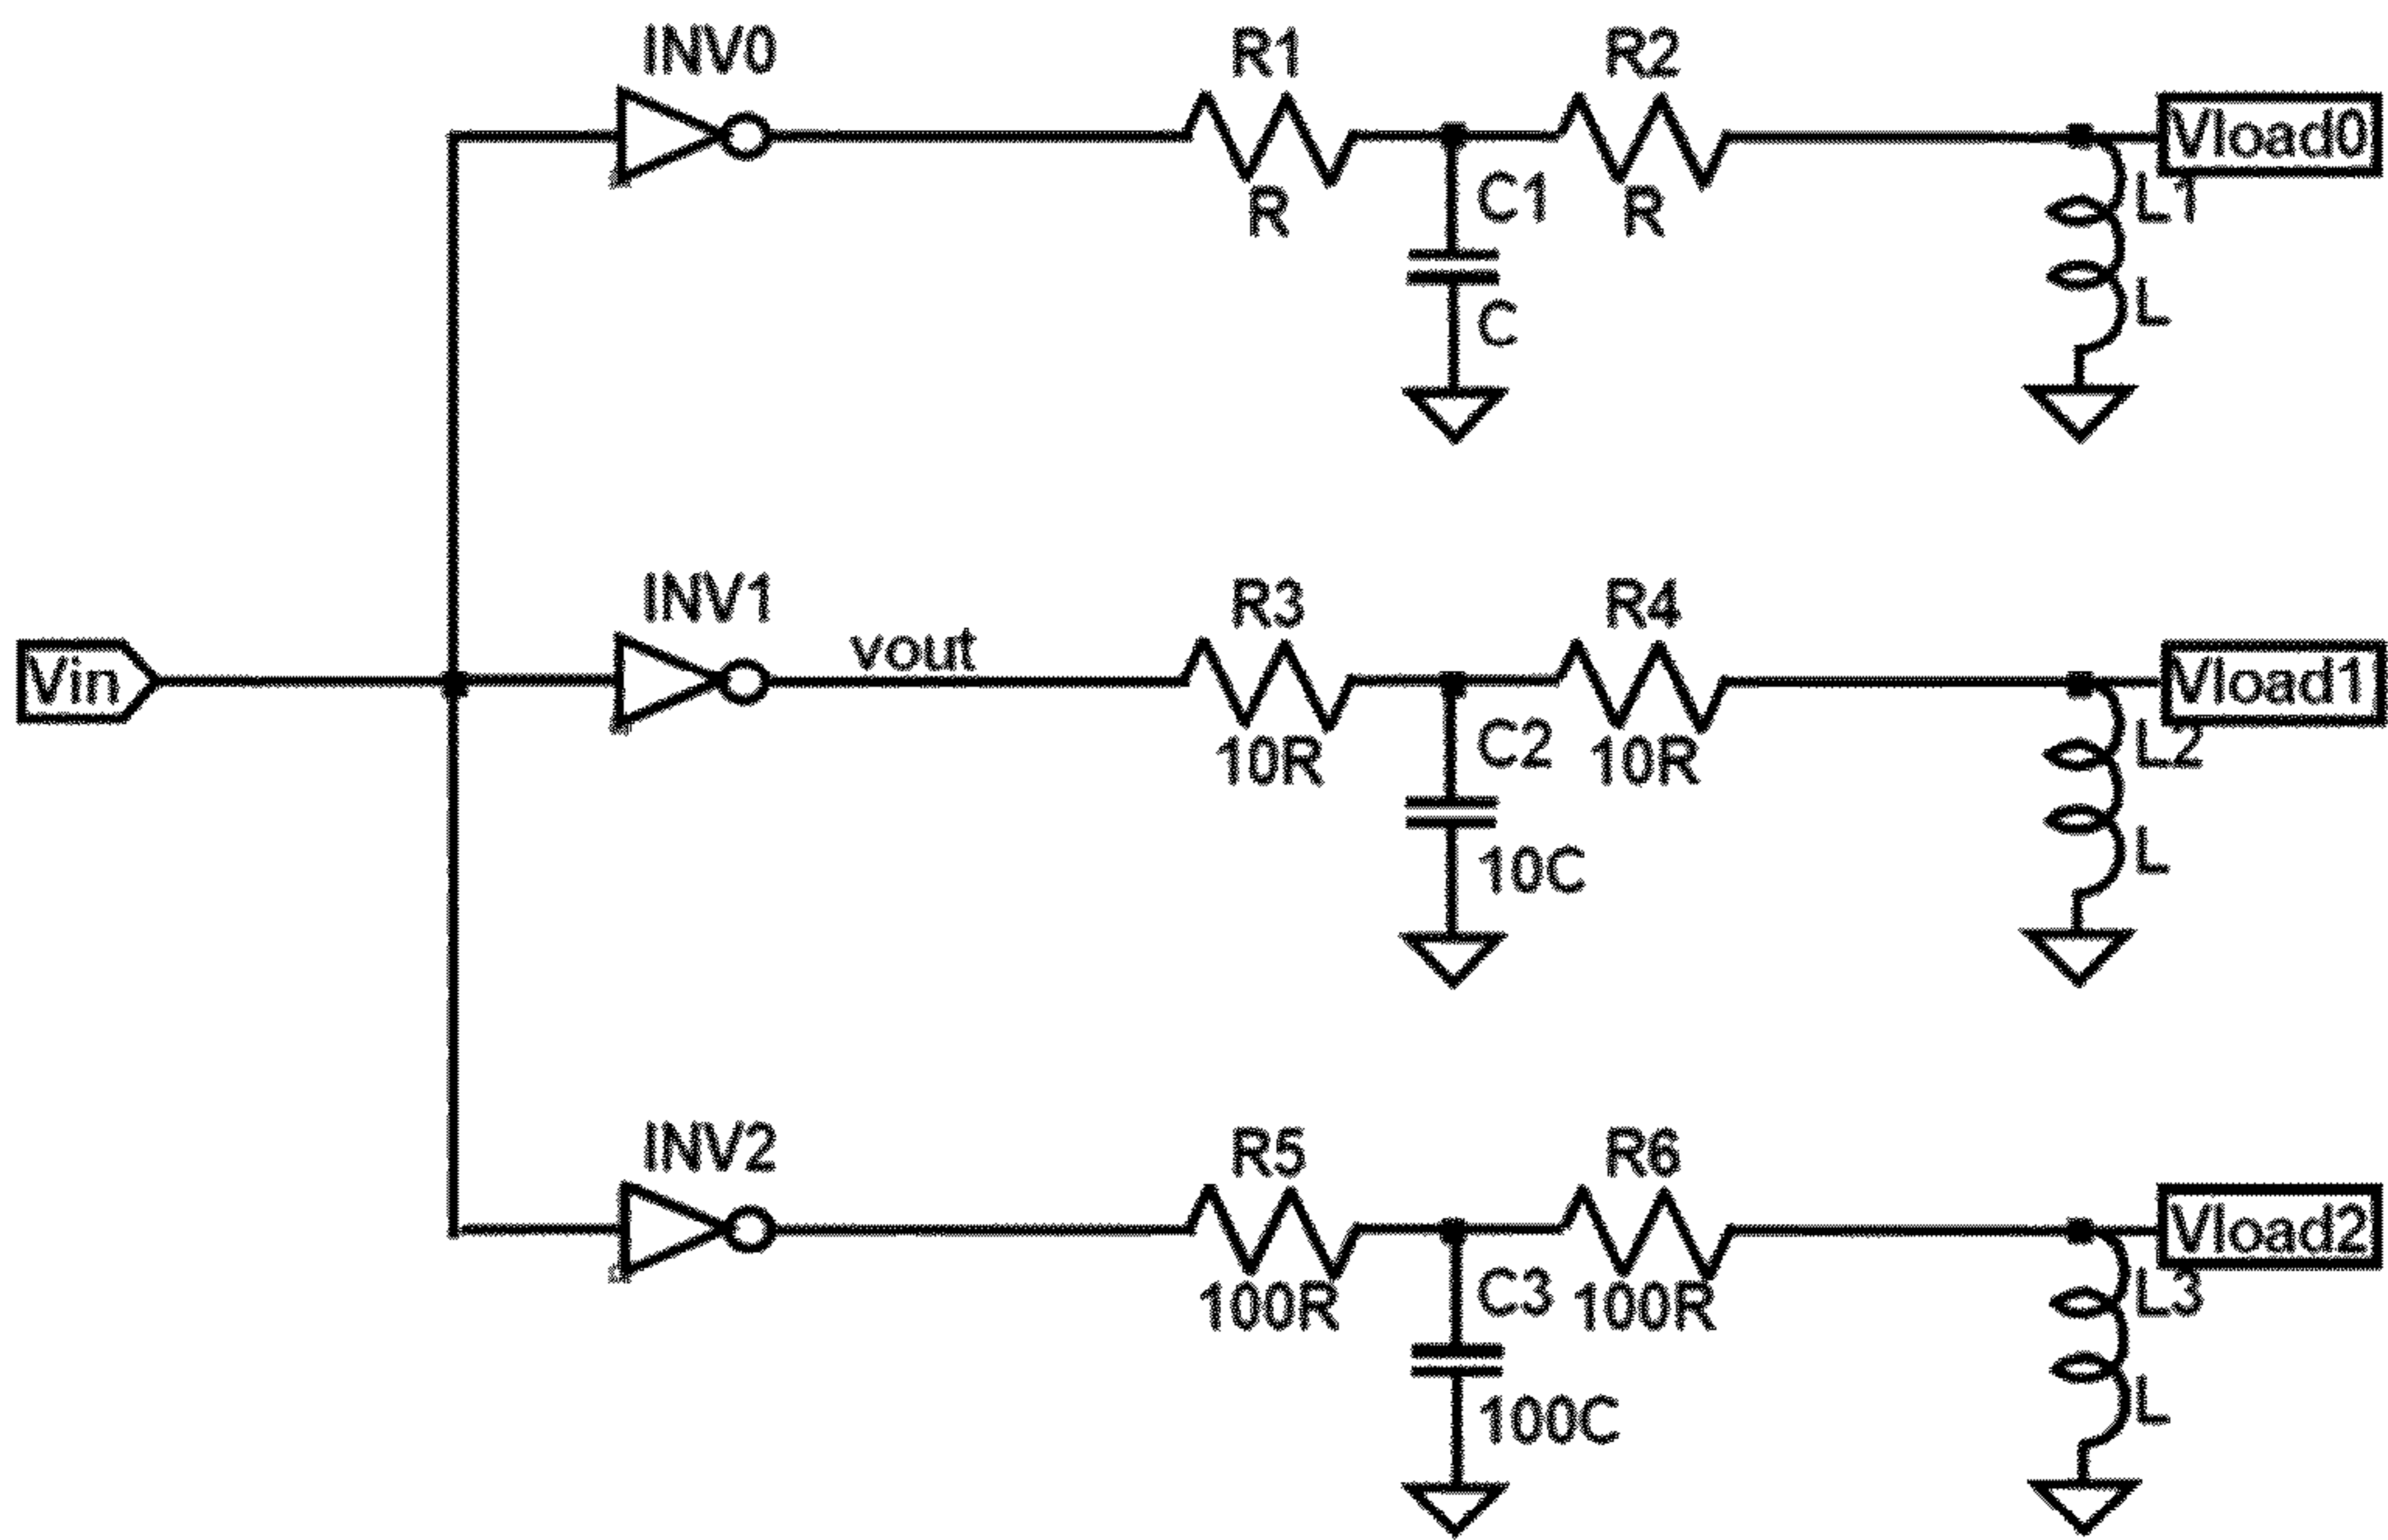 INV0
R1
R2
Vload0
R
C1
R
L1
C
L
INV1
R3
R4
Vin
vout
Vload1
10R
C2
10R
L2
10C
L
INV2
R5
R6
Vload2
100R
C3
100R
L3
100C
L